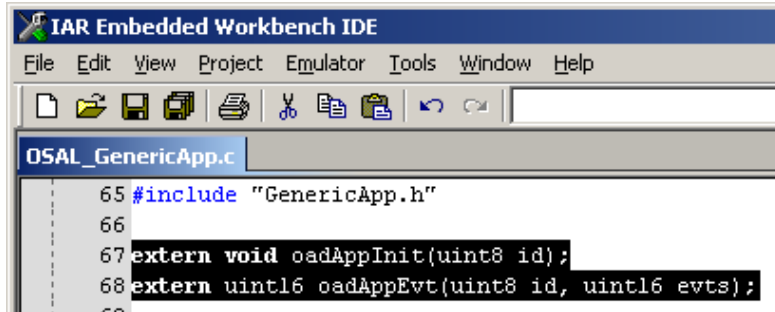 IAR Embedded Workbench IDE
File Edit View Project Emulator Tools Window Help
OSAL_GenericApp.c
65 #include "GenericApp.h"
66
67 extern void oadAppInit(uint8 id);
68 extern uint16 oadAppEvt(uint8 id, uint16 evts);